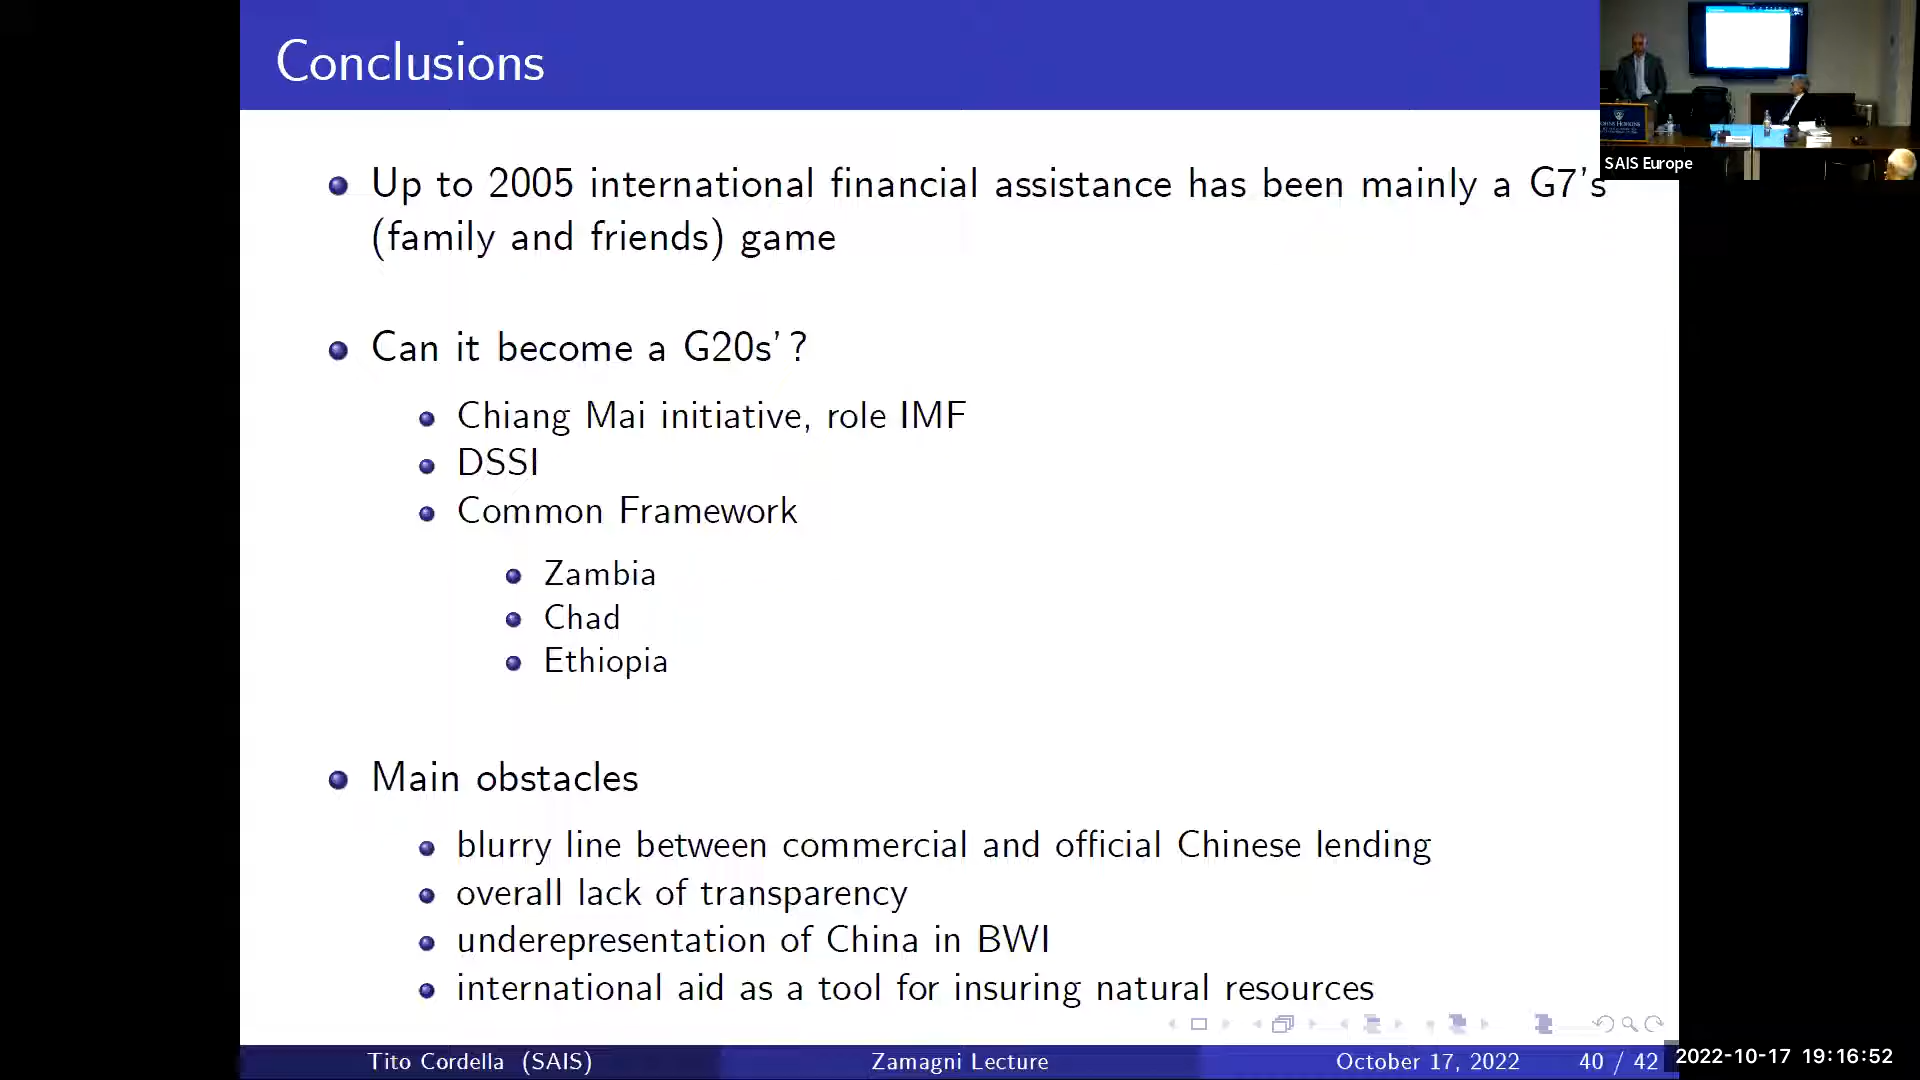 Conclusions
Up to 2005 international financial assistance has been mainly a G7's
(family and friends) game
Can it become a G20s'?
Chiang Mai initiative, role IMF
DSSI
Common Framework
Zambia
Chad
Ethiopia
Main obstacles
blurry line between commercial and official Chinese lending
overall lack of transparency
underepresentation of China in BWI
international aid as a tool for insuring natural resources
Tito Cordella (SAIS)
Zamagni Lecture
October 17, 2022
40 / 42
SAIS Europe
JOHNS HOPKINS
2022-10-17 19:16:52